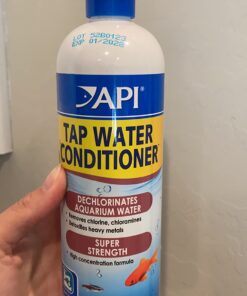 LOT 52B0123
EXP 01/2028
API
TAP WATER
CONDITIONER
DECHLORINATES
AQUARIUM WATER
Removes chlorine, chloramines
Detoxifies heavy metals
SUPER
STRENGTH
High concentration formula